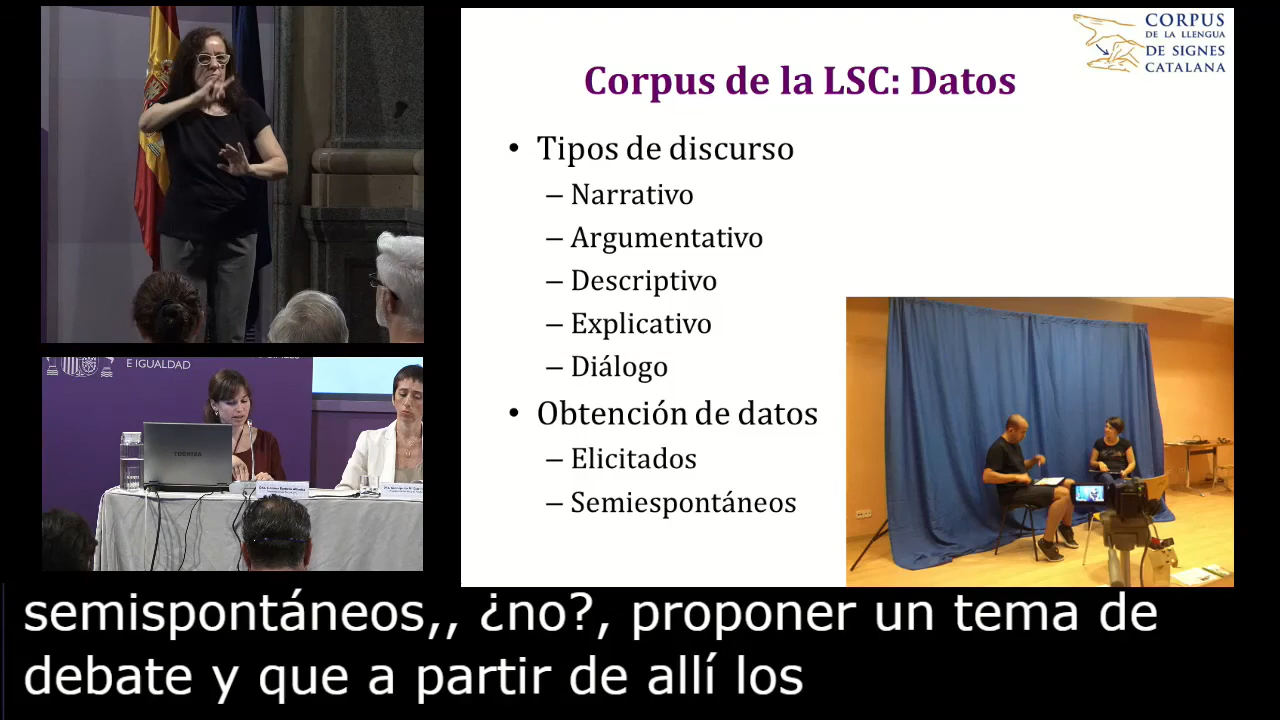 CORPUS
DE LA LLENGUA
DE SIGNES
CATALANA
Corpus de la LSC: Datos
• Tipos de discurso
– Narrativo
– Argumentativo
– Descriptivo
– Explicativo
– Diálogo
• Obtención de datos
– Elicitados
– Semiespontáneos
E IGUALDAD
TOSHIBA
semispontáneos,, ¿no?, proponer un tema de
debate y que a partir de allí los